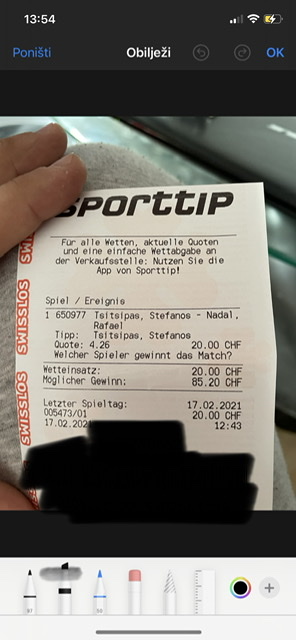 13:54
Poništi Obilježi OK
sporttip
Für alle Wetten, aktuelle Quoten
und eine einfache Wettabgabe an
der Verkaufsstelle: Nutzen Sie die
App von Sporttip!
SWISSLOS
SWISSLOS
SWISSLOS
Spiel / Ereignis
1 650977 Tsitsipas, Stefanos - Nadal,
Rafael
Tipp: Tsitsipas, Stefanos
Quote: 4.26 20.00 CHF
Welcher Spieler gewinnt das Match?
Wetteinsatz: 20.00 CHF
Möglicher Gewinn: 85.20 CHF
Letzter Spieltag: 17.02.2021
005473/01 20.00 CHF
17.02.202 12:43
97
50